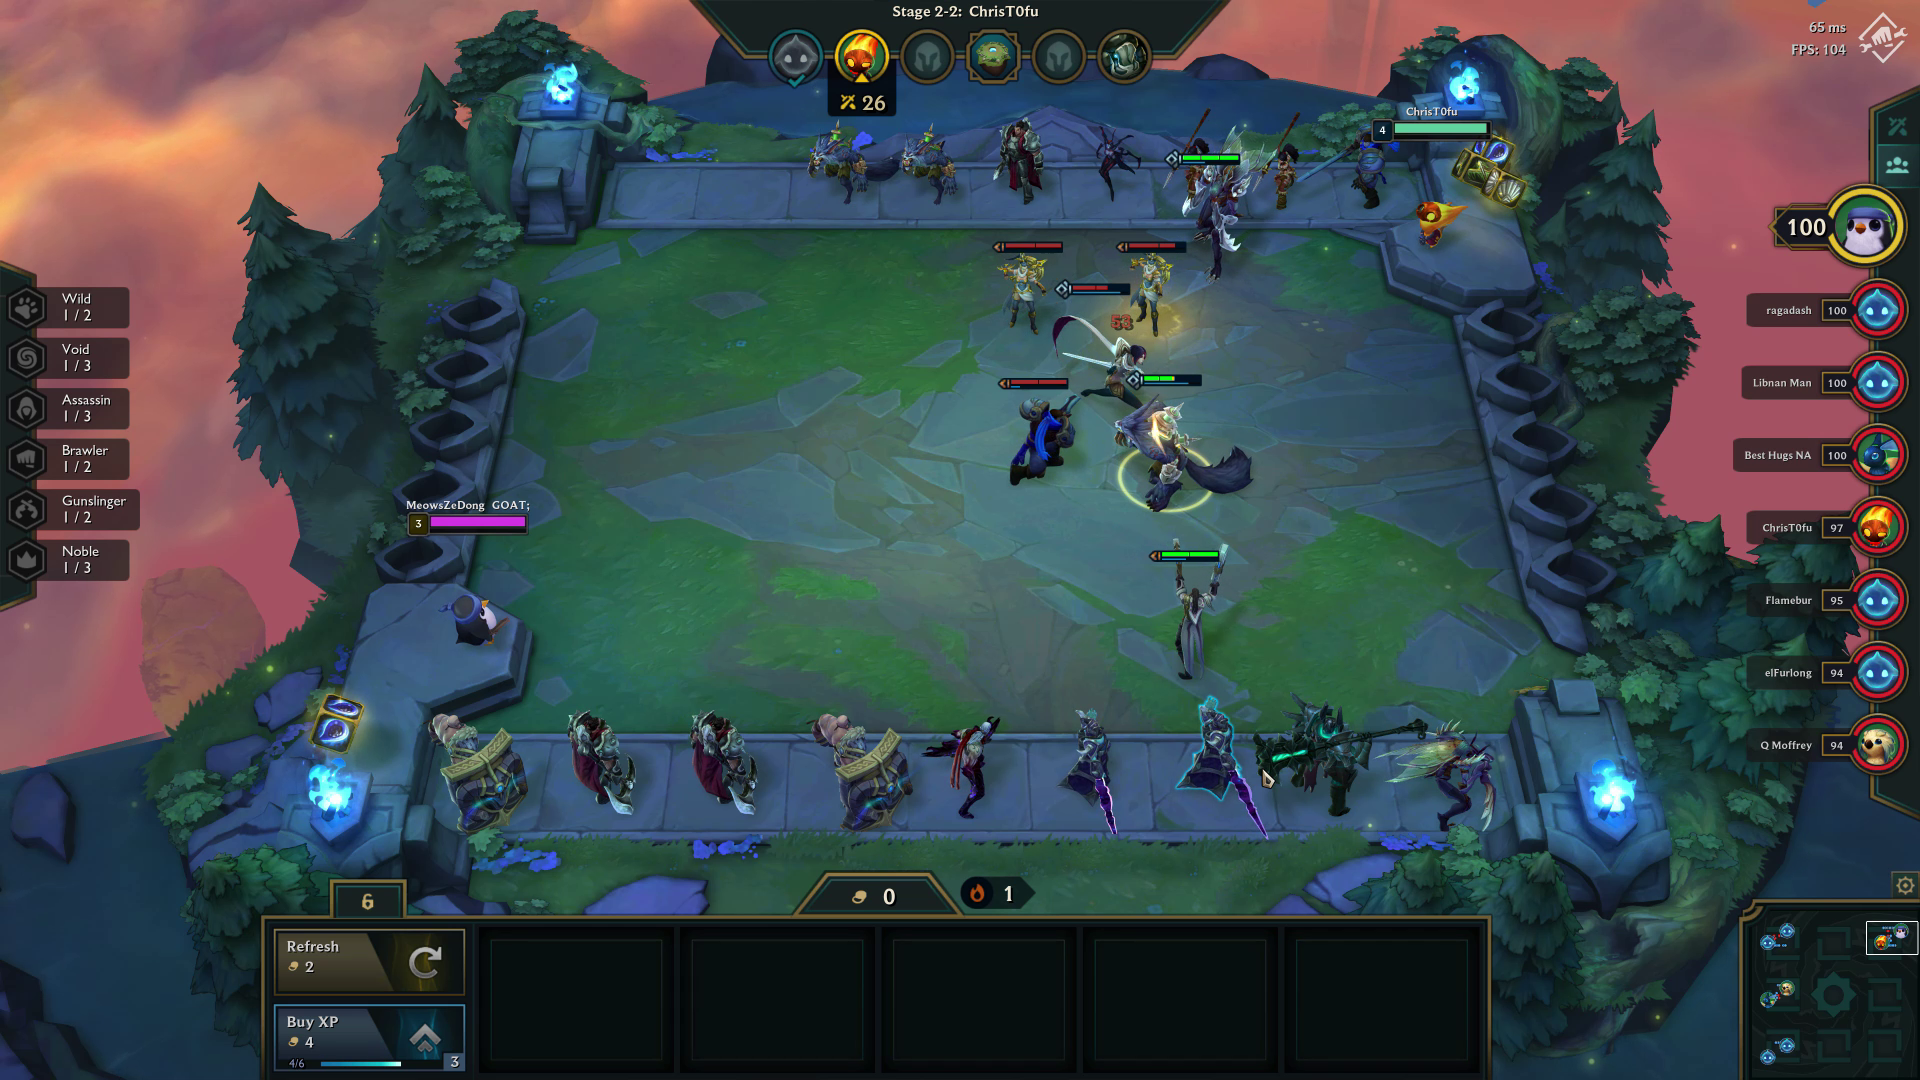 Stage 2-2: ChrisT0fu
65 ms
FPS: 104
26
ChrisT0fu
4
100
Wild
1 / 2
Void
1 / 3
Assassin
1 / 3
Brawler
1 / 2
Gunslinger
1 / 2
Noble
1 / 3
ragadash 100
Libnan Man 100
Best Hugs NA 100
ChrisT0fu 97
Flamebur 95
elFurlong 94
Q Moffrey 94
53
MeowsZeDong GOAT;
3
6
0
1
Refresh
2
Buy XP
4
4/6
3